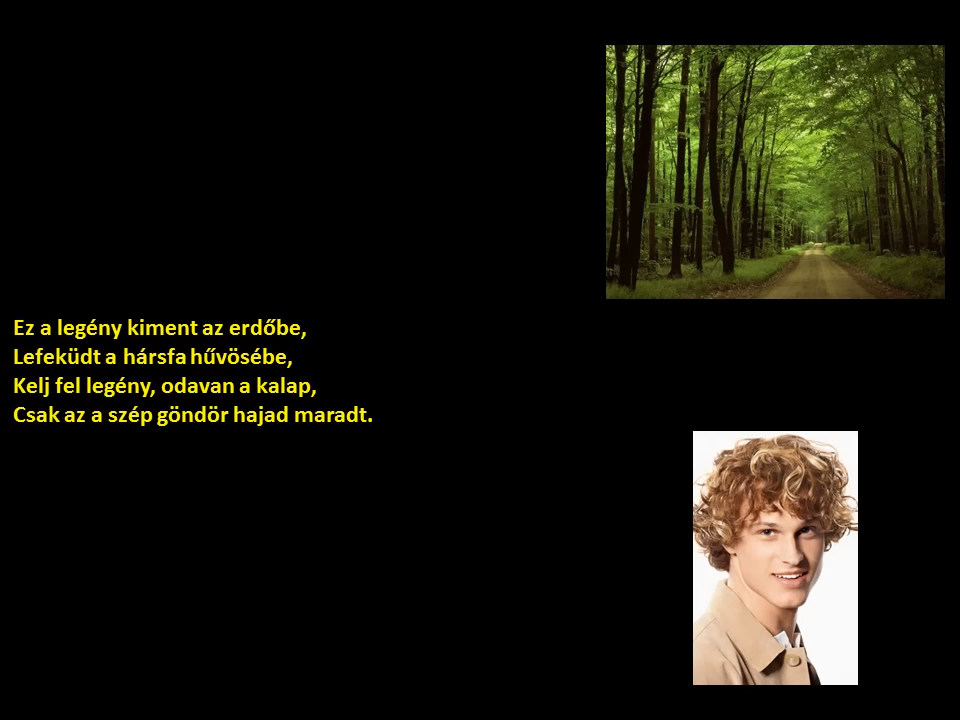 Ez a legény kiment az erdőbe,
Lefeküdt a hársfa hűvösébe,
Kelj fel legény, odavan a kalap,
Csak az a szép göndör hajad maradt.